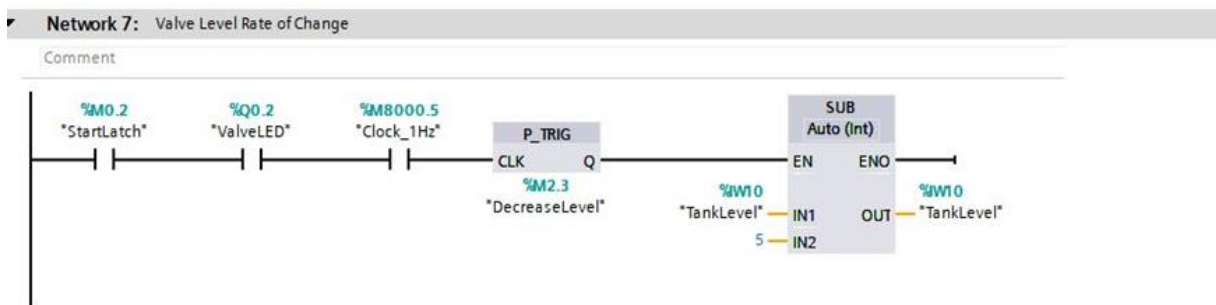 Network 7: Valve Level Rate of Change
Comment
%M0.2 %Q0.2 %M8000.5 SUB
"StartLatch" "ValveLED" "Clock_1Hz" P_TRIG Auto (Int)
CLK Q EN ENO
%M2.3 %IW10 %IW10
"DecreaseLevel" "TankLevel" IN1 OUT "TankLevel"
5 IN2